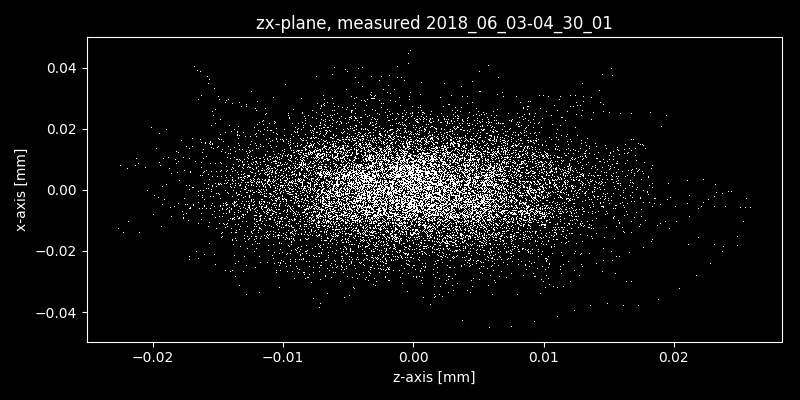 zx-plane, measured 2018_06_03-04_30_01
0.04
0.02
0.00
−0.02
−0.04
x-axis [mm]
−0.02 −0.01 0.00 0.01 0.02
z-axis [mm]